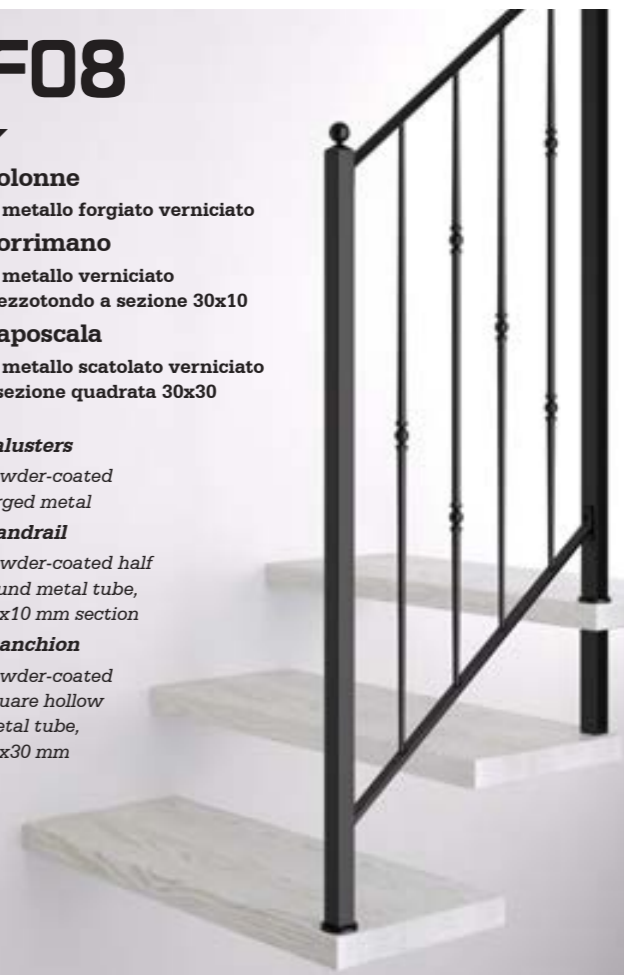 F08
olonne
metallo forgiato verniciato
orrimano
metallo verniciato
ezzotondo a sezione 30x10
aposcala
metallo scatolato verniciato
sezione quadrata 30x30
alusters
wder-coated
rged metal
andrail
wder-coated half
und metal tube,
x10 mm section
anchion
wder-coated
uare hollow
etal tube,
x30 mm